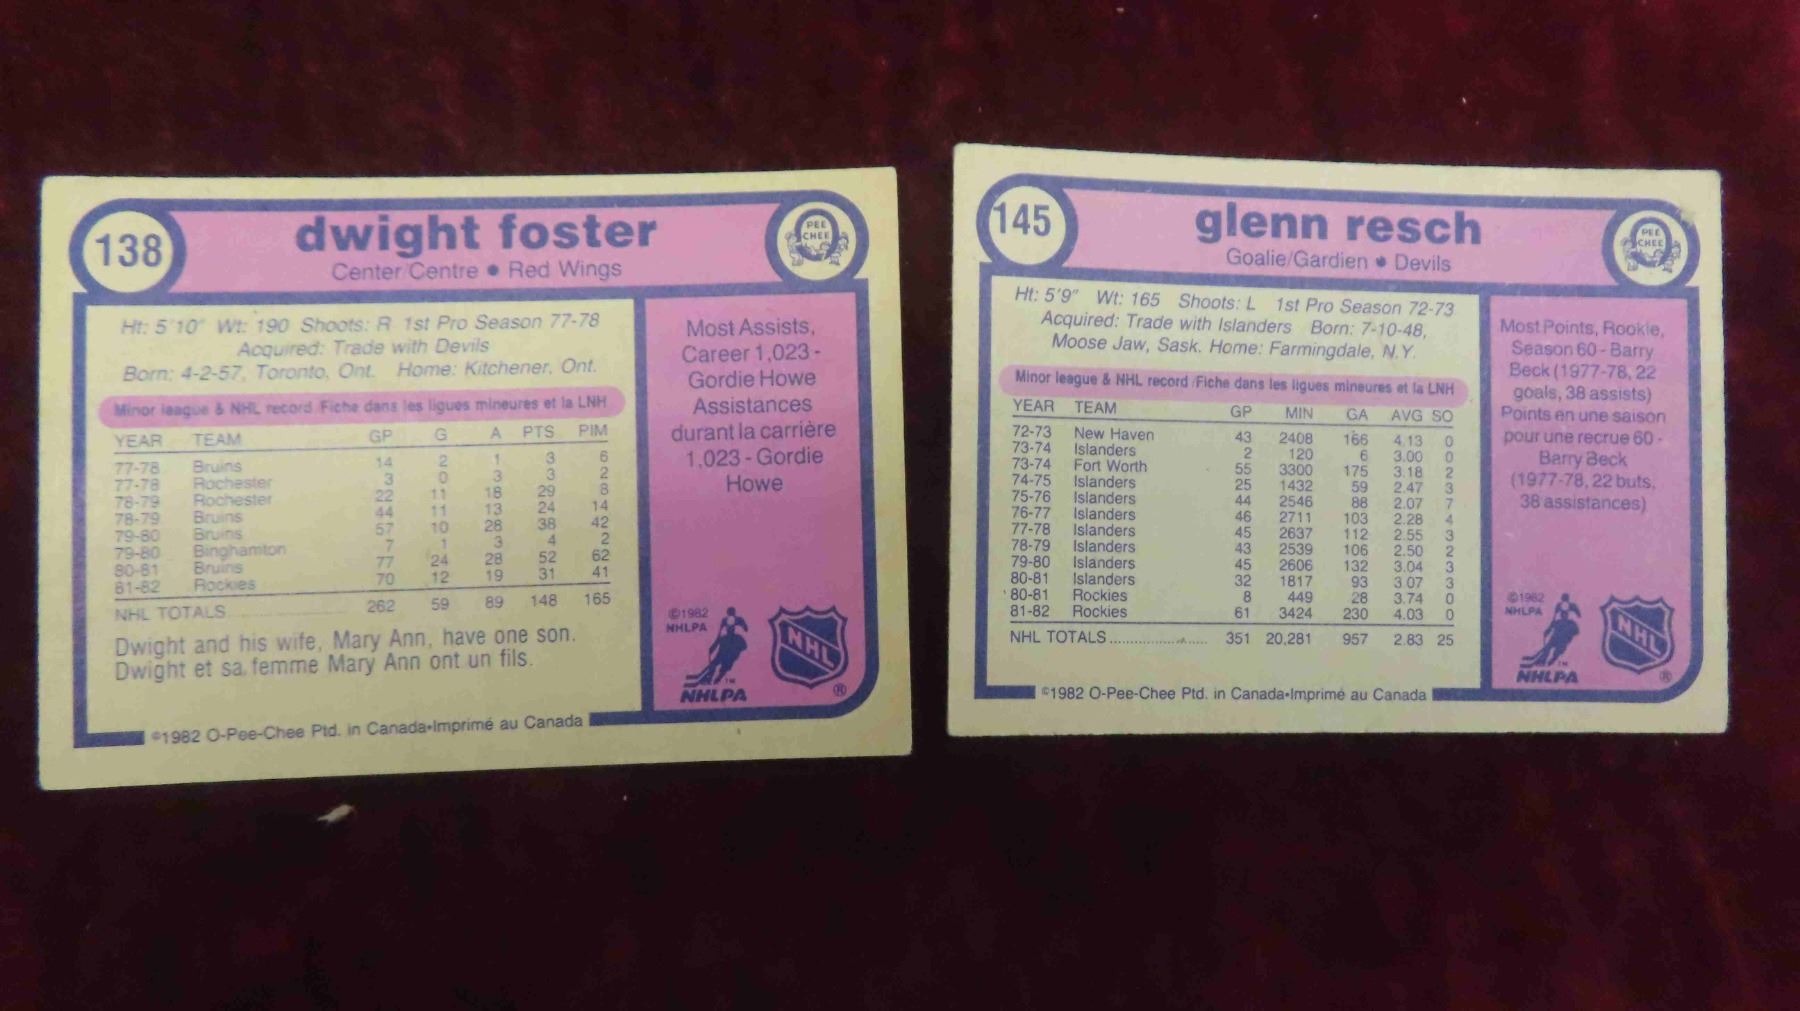 138
dwight foster
Center/Centre • Red Wings
PEE
CHEE
Ht: 5'10" Wt: 190 Shoots: R 1st Pro Season 77-78
Acquired: Trade with Devils
Born: 4-2-57, Toronto, Ont. Home: Kitchener, Ont.
Minor league & NHL record/Fiche dans les ligues mineures et la LNH
YEAR TEAM GP G A PTS PIM
77-78 Bruins 14 2 1 3 6
77-78 Rochester 3 0 3 3 2
78-79 Rochester 22 11 18 29 8
78-79 Bruins 44 11 13 24 14
79-80 Bruins 57 10 28 38 42
79-80 Binghamton 7 1 3 4 2
80-81 Bruins 77 24 28 52 62
81-82 Rockies 70 12 19 31 41
NHL TOTALS 262 59 89 148 165
Dwight and his wife, Mary Ann, have one son.
Dwight et sa femme Mary Ann ont un fils.
©1982 O-Pee-Chee Ptd. in Canada•Imprimé au Canada
Most Assists,
Career 1,023 -
Gordie Howe
Assistances
durant la carrière
1,023 - Gordie
Howe
©1982
NHLPA
NHLPA
TM
NHL
®
145
glenn resch
Goalie/Gardien • Devils
PEE
CHEE
Ht: 5'9" Wt: 165 Shoots: L 1st Pro Season 72-73
Acquired: Trade with Islanders Born: 7-10-48,
Moose Jaw, Sask. Home: Farmingdale, N.Y.
Minor league & NHL record/Fiche dans les ligues mineures et la LNH
YEAR TEAM GP MIN GA AVG SO
72-73 New Haven 43 2408 166 4.13 0
73-74 Islanders 2 120 6 3.00 0
73-74 Fort Worth 55 3300 175 3.18 2
74-75 Islanders 25 1432 59 2.47 3
75-76 Islanders 44 2546 88 2.07 7
76-77 Islanders 46 2711 103 2.28 4
77-78 Islanders 45 2637 112 2.55 3
78-79 Islanders 43 2539 106 2.50 2
79-80 Islanders 45 2606 132 3.04 3
80-81 Islanders 32 1817 93 3.07 3
80-81 Rockies 8 449 28 3.74 0
81-82 Rockies 61 3424 230 4.03 0
NHL TOTALS 351 20,281 957 2.83 25
©1982 O-Pee-Chee Ptd. in Canada•Imprimé au Canada
Most Points, Rookie,
Season 60 - Barry
Beck (1977-78, 22
goals, 38 assists)
Points en une saison
pour une recrue 60 -
Barry Beck
(1977-78, 22 buts,
38 assistances)
©1982
NHLPA
NHLPA
TM
NHL
®